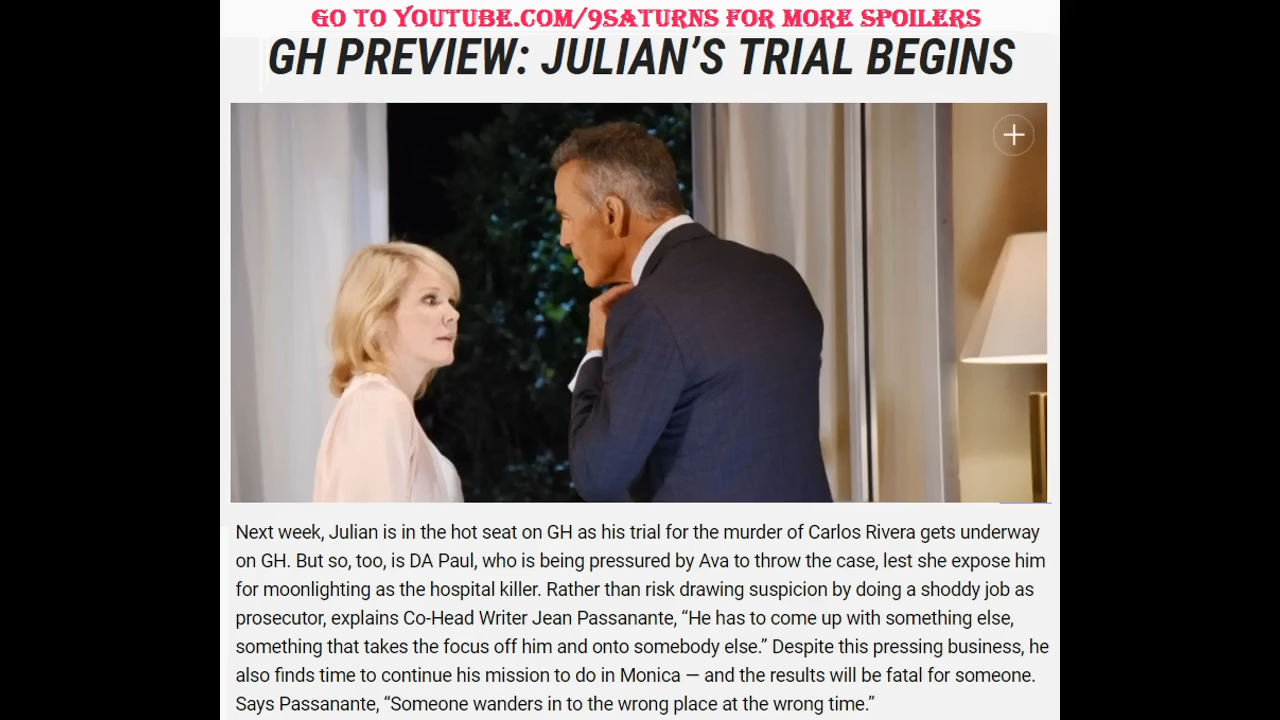 GO TO YOUTUBE.COM/9SATURNS FOR MORE SPOILERS
GH PREVIEW: JULIAN’S TRIAL BEGINS
Next week, Julian is in the hot seat on GH as his trial for the murder of Carlos Rivera gets underway
on GH. But so, too, is DA Paul, who is being pressured by Ava to throw the case, lest she expose him
for moonlighting as the hospital killer. Rather than risk drawing suspicion by doing a shoddy job as
prosecutor, explains Co-Head Writer Jean Passanante, “He has to come up with something else,
something that takes the focus off him and onto somebody else.” Despite this pressing business, he
also finds time to continue his mission to do in Monica — and the results will be fatal for someone.
Says Passanante, “Someone wanders in to the wrong place at the wrong time.”